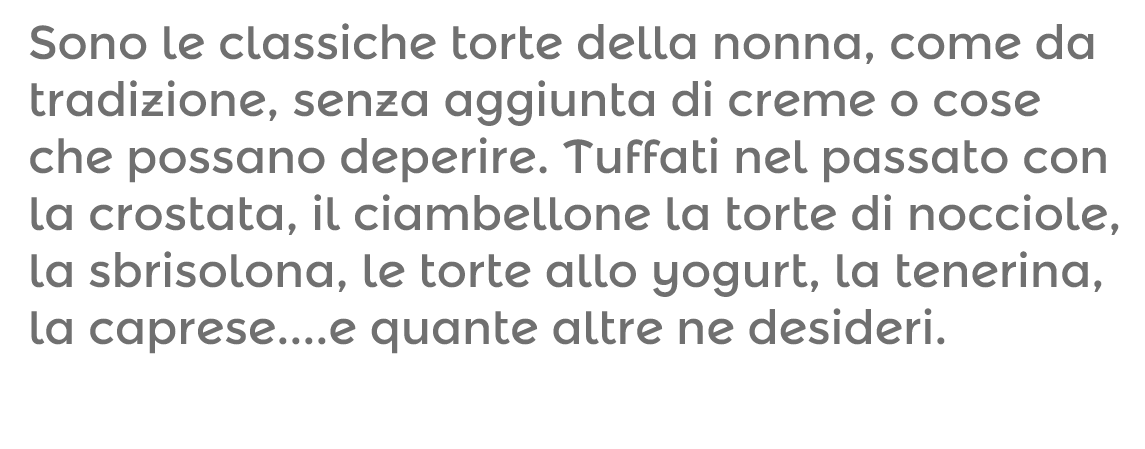 Sono le classiche torte della nonna, come da
tradizione, senza aggiunta di creme o cose
che possano deperire. Tuffati nel passato con
la crostata, il ciambellone la torte di nocciole,
la sbrisolona, le torte allo yogurt, la tenerina,
la caprese....e quante altre ne desideri.